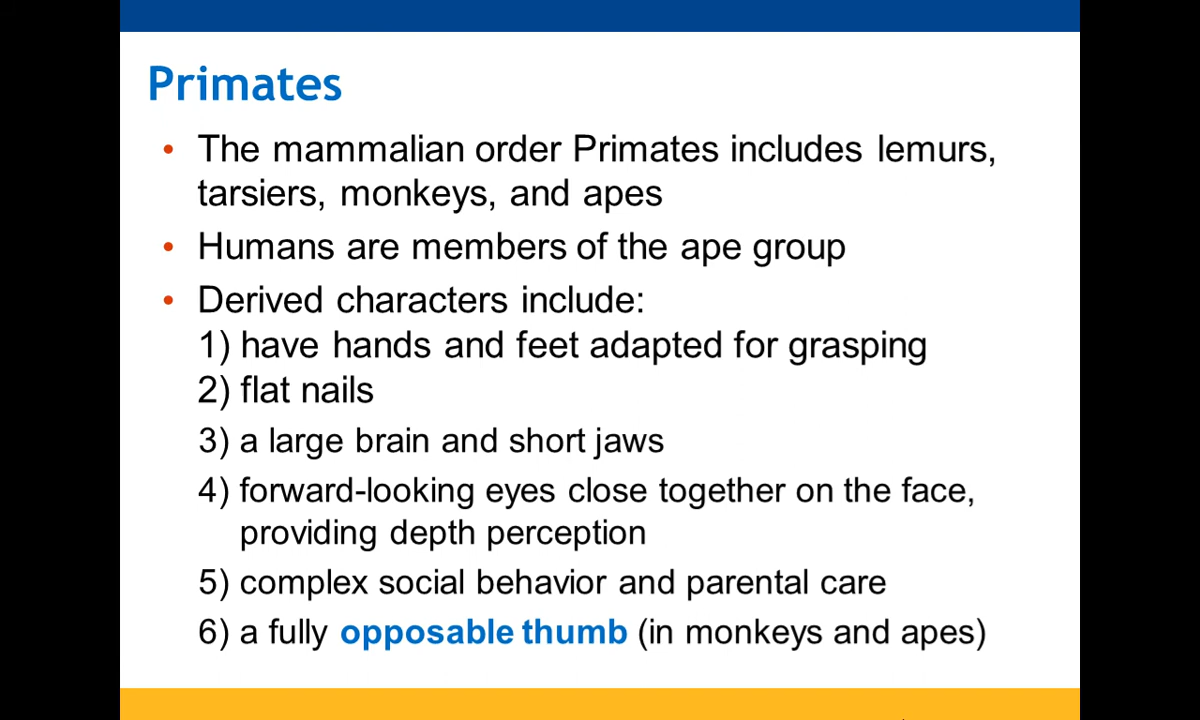 Primates
• The mammalian order Primates includes lemurs,
tarsiers, monkeys, and apes
• Humans are members of the ape group
• Derived characters include:
1) have hands and feet adapted for grasping
2) flat nails
3) a large brain and short jaws
4) forward-looking eyes close together on the face,
providing depth perception
5) complex social behavior and parental care
6) a fully opposable thumb (in monkeys and apes)